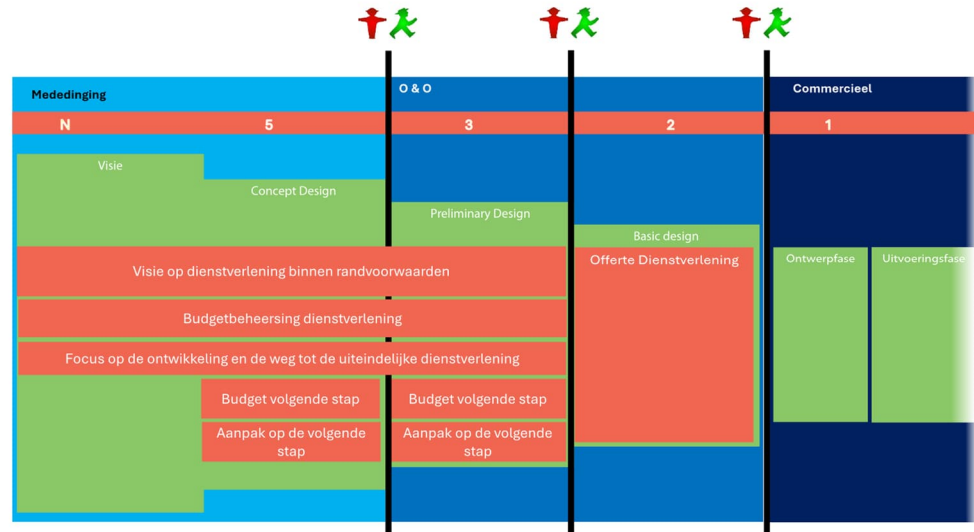 Mededinging
O & O
Commercieel
N
5
3
2
1
Visie
Concept Design
Preliminary Design
Basic design
Visie op dienstverlening binnen randvoorwaarden
Offerte Dienstverlening
Ontwerpfase
Uitvoeringsfase
Budgetbeheersing dienstverlening
Focus op de ontwikkeling en de weg tot de uiteindelijke dienstverlening
Budget volgende stap
Budget volgende stap
Aanpak op de volgende
stap
Aanpak op de volgende
stap